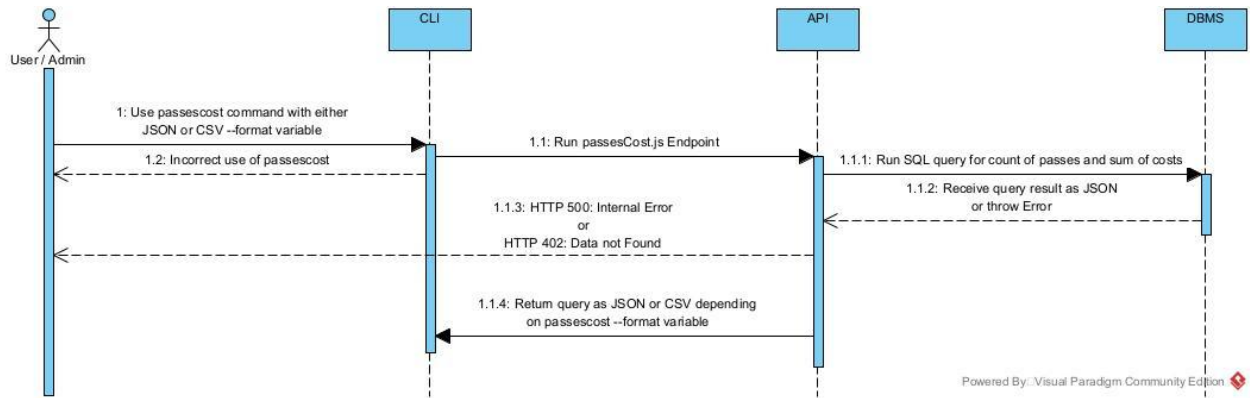 CLI
API
DBMS
User / Admin
1: Use passescost command with either
JSON or CSV --format variable
1.1: Run passesCost.js Endpoint
1.2: Incorrect use of passescost
1.1.1: Run SQL query for count of passes and sum of costs
1.1.2: Receive query result as JSON
or throw Error
1.1.3: HTTP 500: Internal Error
or
HTTP 402: Data not Found
1.1.4: Return query as JSON or CSV depending
on passescost --format variable
Powered By: Visual Paradigm Community Edition